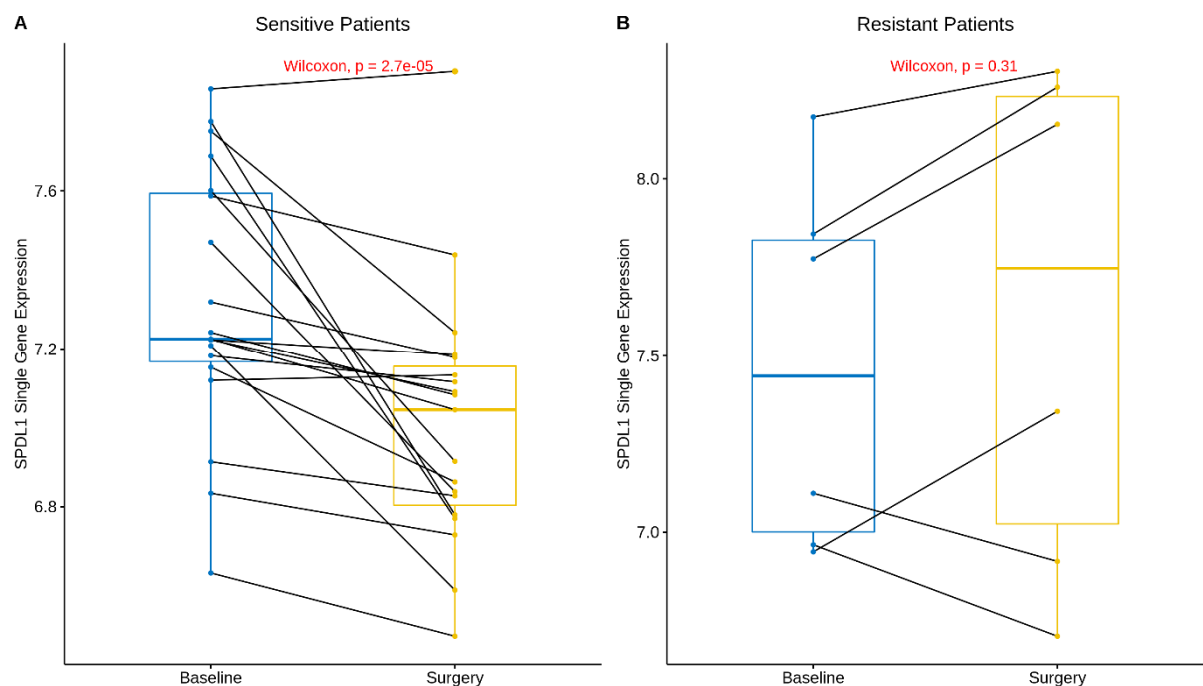 A
Sensitive Patients
Wilcoxon, p = 2.7e-05
SPDL1 Single Gene Expression
7.6
7.2
6.8
Baseline
Surgery
B
Resistant Patients
Wilcoxon, p = 0.31
SPDL1 Single Gene Expression
8.0
7.5
7.0
Baseline
Surgery